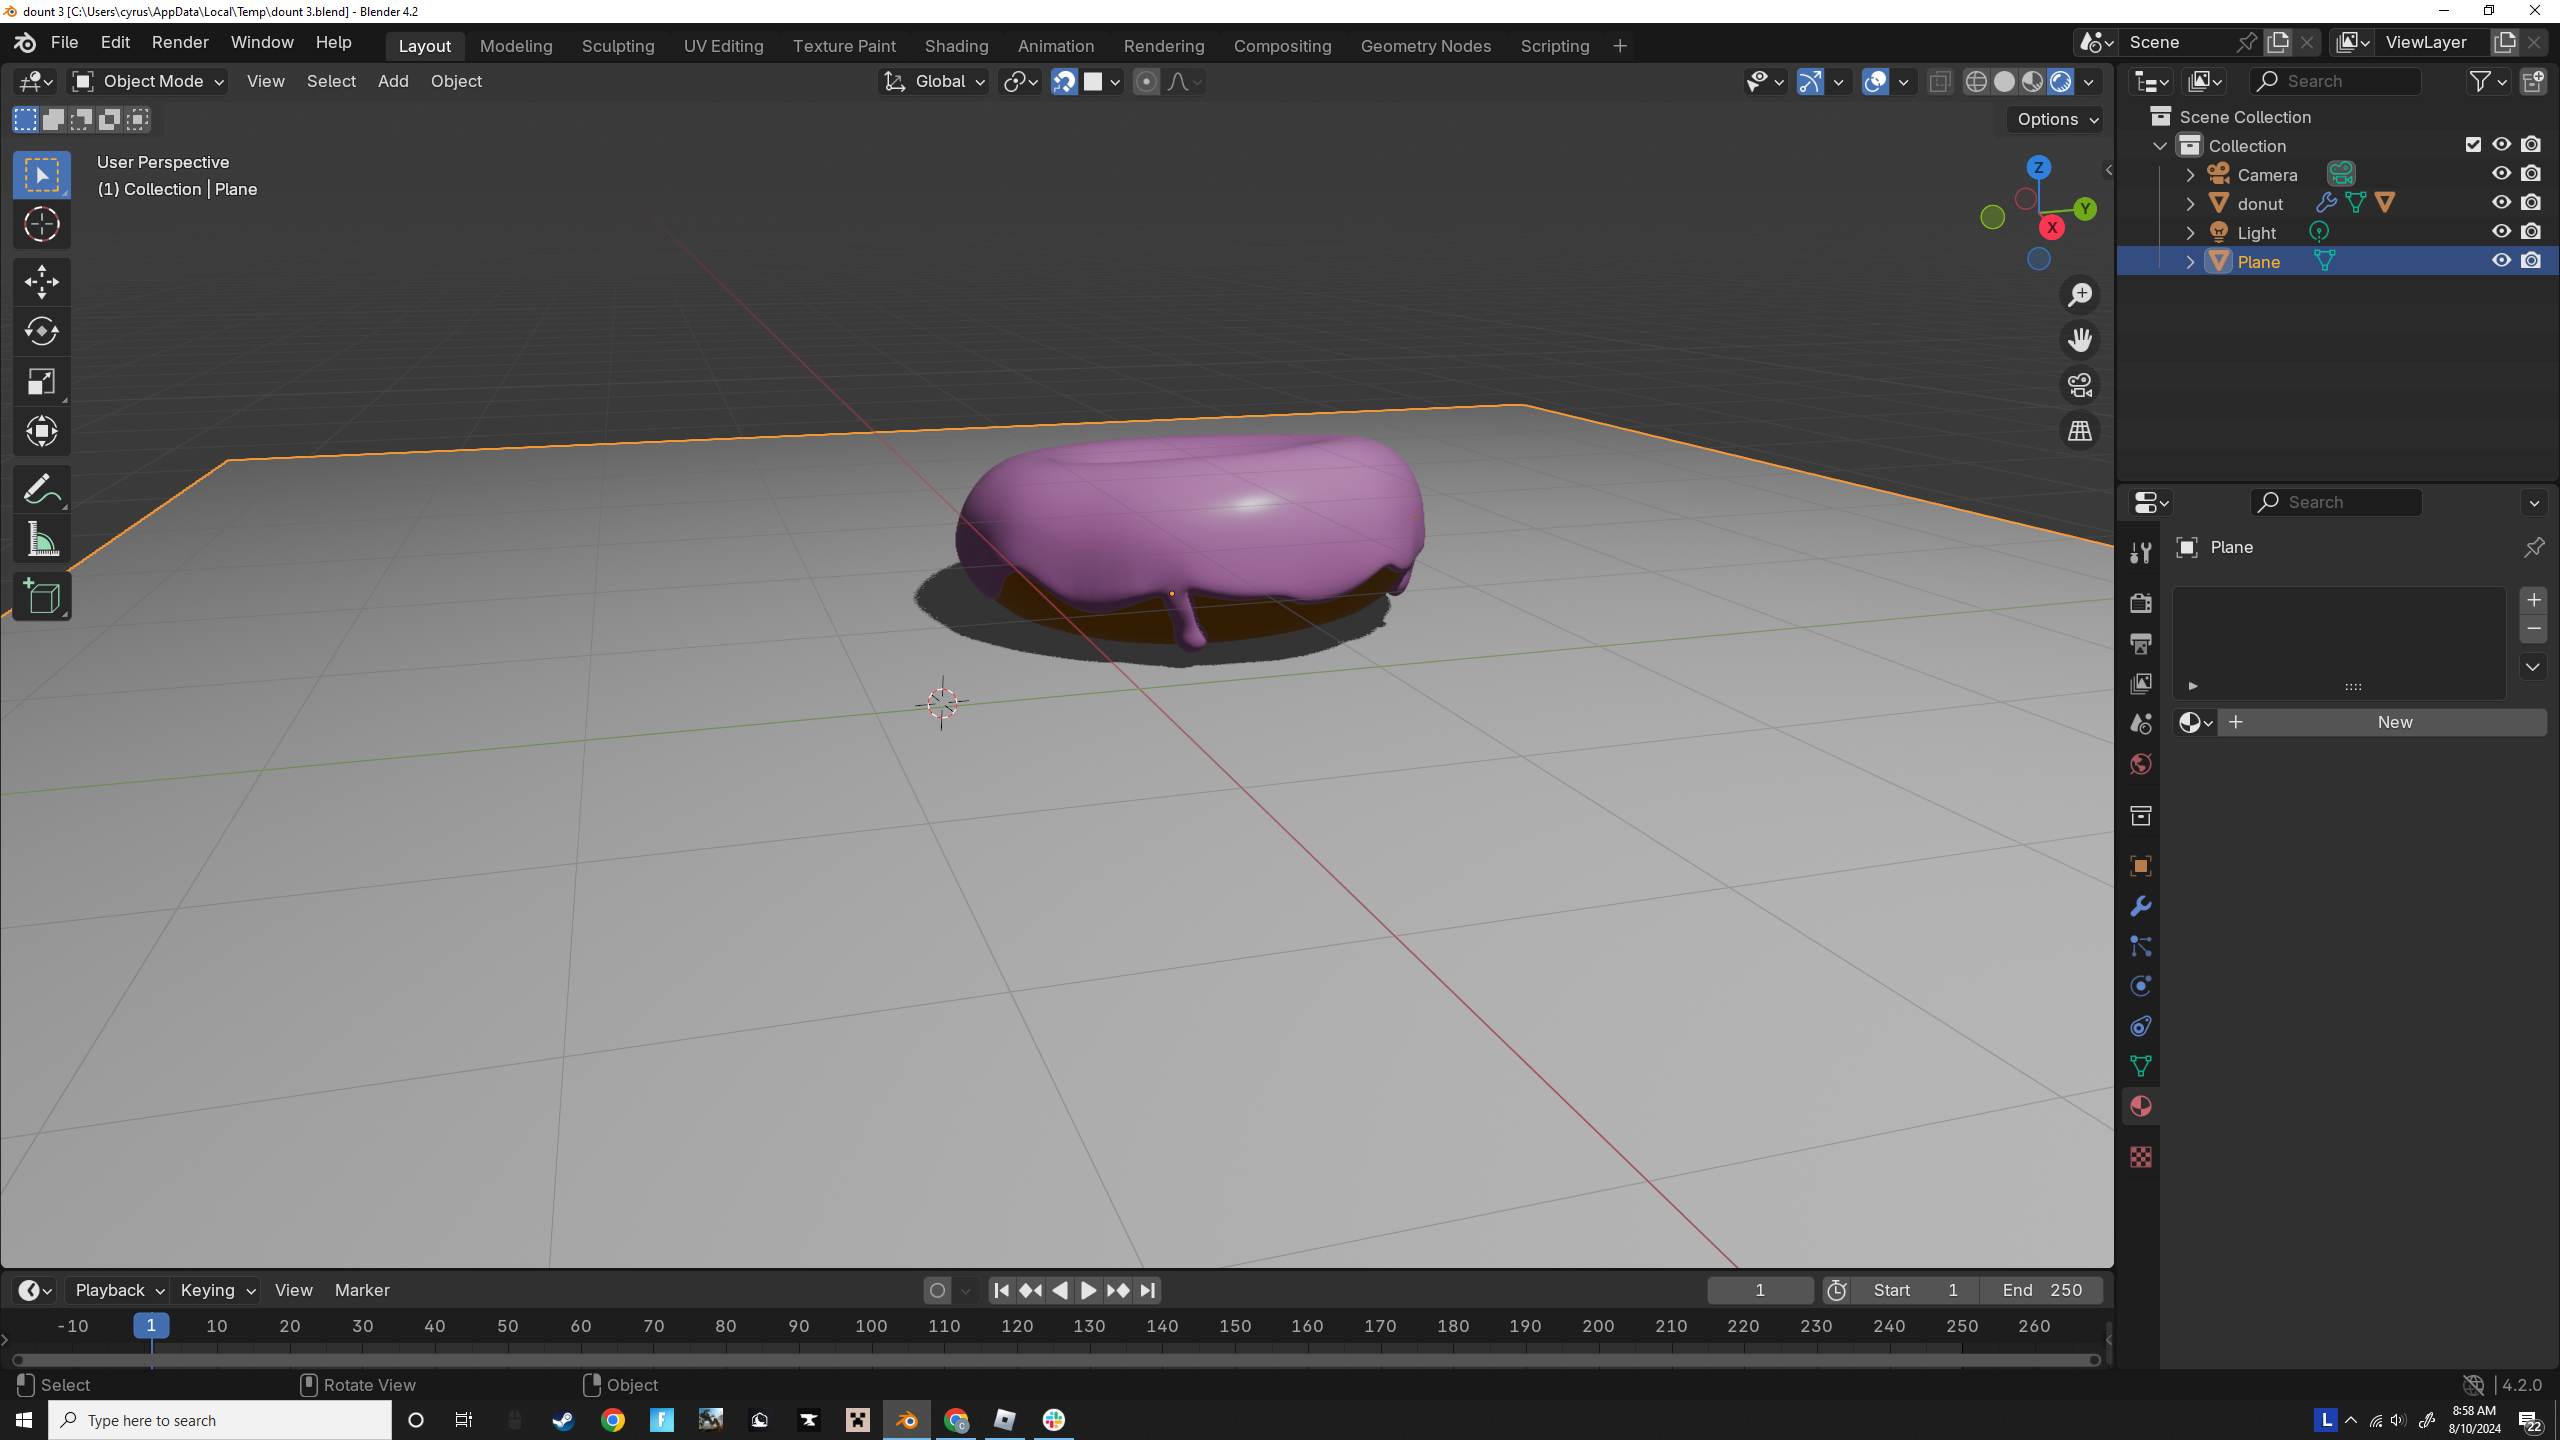 dount 3 [C:\Users\cyrus\AppData\Local\Temp\dount 3.blend] - Blender 4.2
File Edit Render Window Help Layout Modeling Sculpting UV Editing Texture Paint Shading Animation Rendering Compositing Geometry Nodes Scripting + Scene ViewLayer
Object Mode View Select Add Object Global Search
Options
Scene Collection
Collection
User Perspective
(1) Collection | Plane
Camera
donut
Light
Plane
Z
Y
X
Search
Plane
New
Playback Keying View Marker 1 Start 1 End 250
-10 1 10 20 30 40 50 60 70 80 90 100 110 120 130 140 150 160 170 180 190 200 210 220 230 240 250 260
Select Rotate View Object 4.2.0
Type here to search
L
8:58 AM
8/10/2024
22